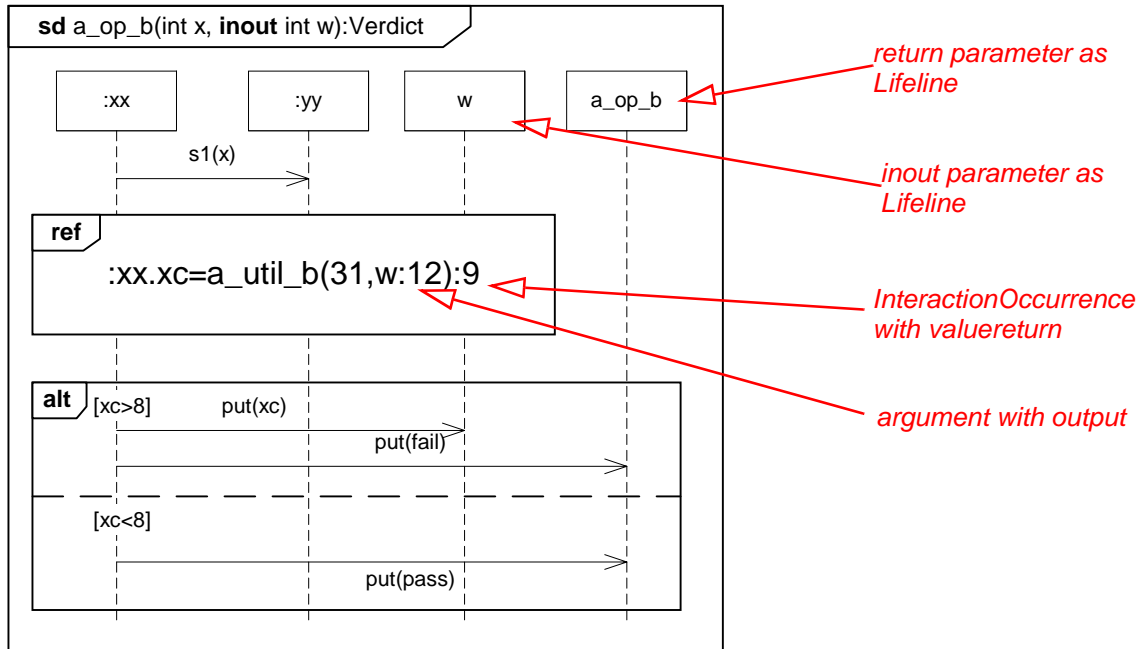 sd a_op_b(int x, inout int w):Verdict
return parameter as
Lifeline
:xx
:yy
w
a_op_b
s1(x)
inout parameter as
Lifeline
ref
:xx.xc=a_util_b(31,w:12):9
InteractionOccurrence
with valuereturn
alt
[xc>8]
put(xc)
argument with output
put(fail)
[xc<8]
put(pass)